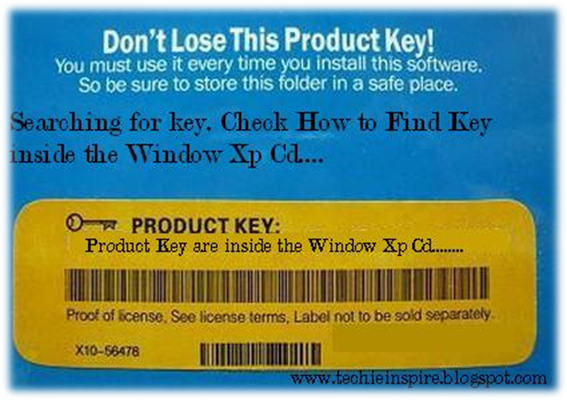 Don't Lose This Product Key!
You must use it every time you install this software.
So be sure to store this folder in a safe place.
Searching for key. Check How to Find Key
inside the Window Xp Cd....
PRODUCT KEY:
Product Key are inside the Window Xp Cd........
Proof of license, See license terms, Label not to be sold separately.
X10-56478
www.techieinspire.blogspot.com